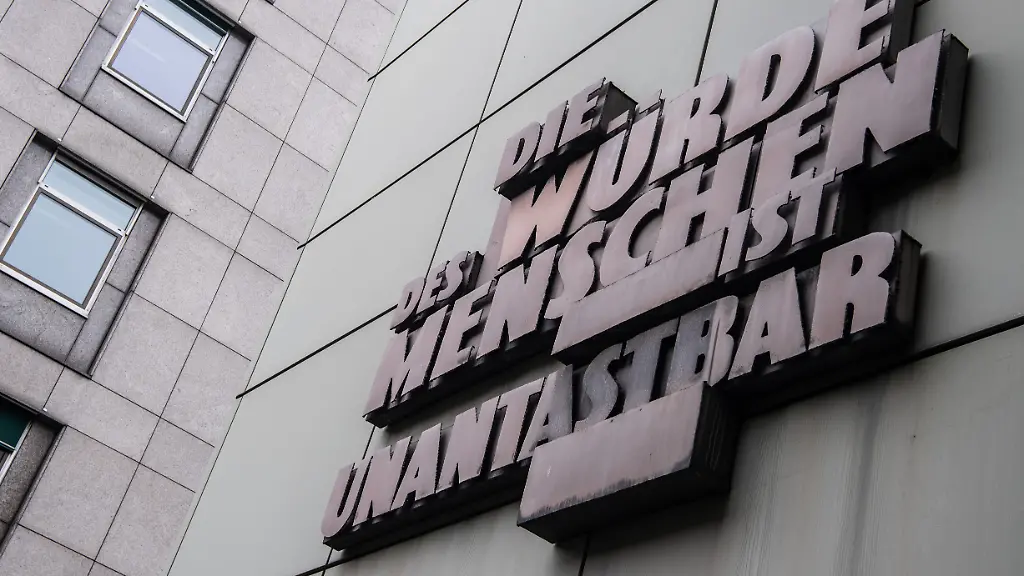 DIE WÜRDE
DES MENSCHEN IST
UNANTASTBAR